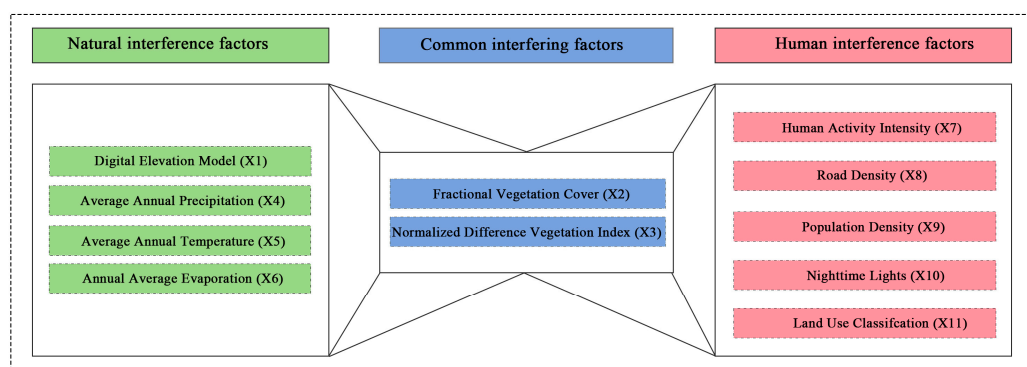 Natural interference factors
Common interfering factors
Human interference factors
Digital Elevation Model (X1)
Average Annual Precipitation (X4)
Average Annual Temperature (X5)
Annual Average Evaporation (X6)
Fractional Vegetation Cover (X2)
Normalized Difference Vegetation Index (X3)
Human Activity Intensity (X7)
Road Density (X8)
Population Density (X9)
Nighttime Lights (X10)
Land Use Classifcation (X11)